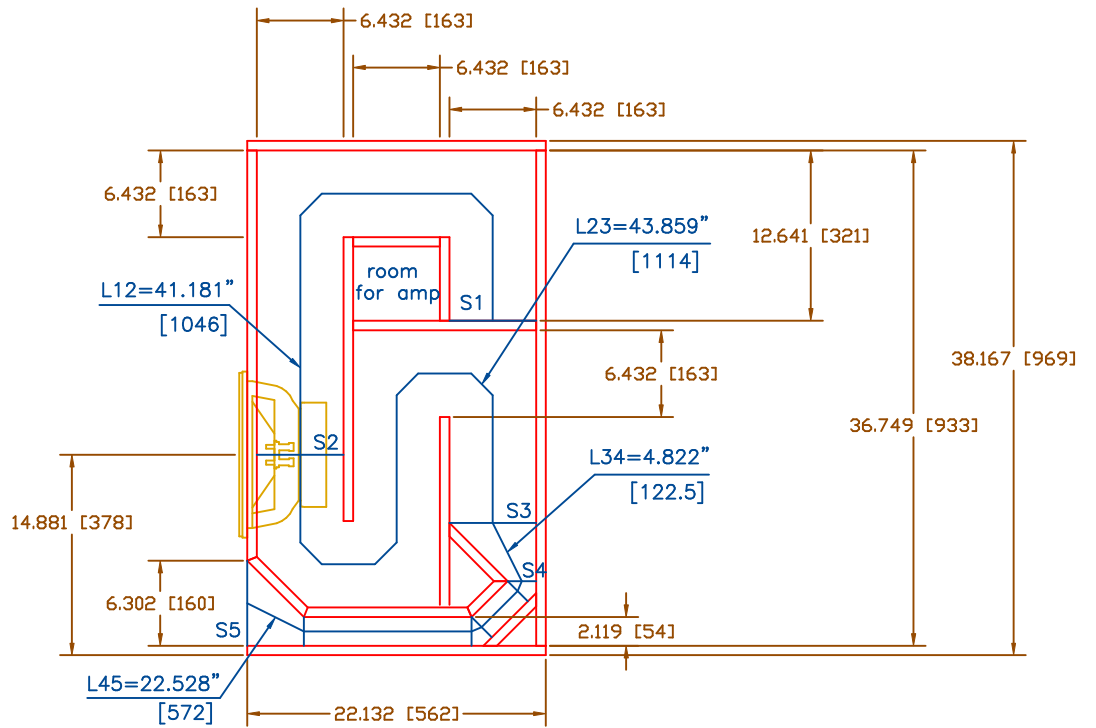 6.432 [163]
6.432 [163]
6.432 [163]
6.432 [163]
L23=43.859”
[1114]
12.641 [321]
room
for amp
S1
L12=41.181”
[1046]
38.167 [969]
6.432 [163]
36.749 [933]
S2
L34=4.822”
[122.5]
S3
14.881 [378]
S4
6.302 [160]
S5
2.119 [54]
L45=22.528”
[572]
22.132 [562]